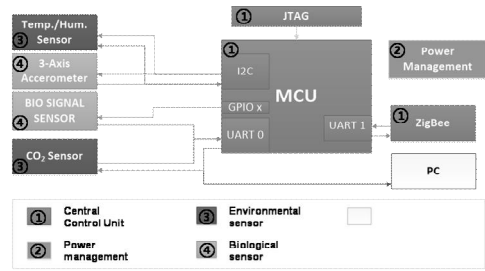 ① JTAG
Temp./Hum.
③ Sensor
④ 3-Axis
Accerometer
BIO SIGNAL
SENSOR
④
CO₂ Sensor
③
①
I2C
MCU
GPIO x
UART 0
UART 1
② Power
Management
① ZigBee
PC
① Central
Control Unit
③ Environmental
sensor
② Power
management
④ Biological
sensor